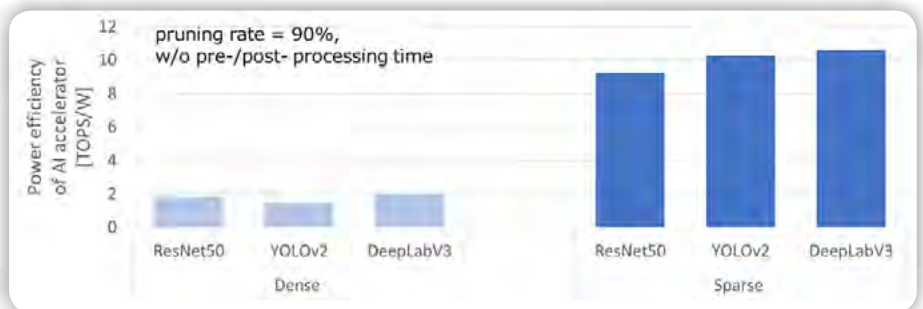 12
pruning rate = 90%,
w/o pre-/post- processing time
10
8
6
4
2
0
Power efficiency
of AI accelerator
[TOPS/W]
ResNet50 YOLOv2 DeepLabV3 ResNet50 YOLOv2 DeepLabV3
Dense Sparse